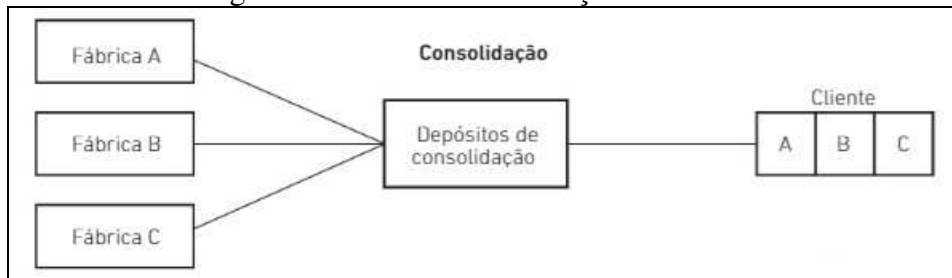 Fábrica A
Consolidação
Cliente
Fábrica B
Depósitos de
consolidação
A
B
C
Fábrica C